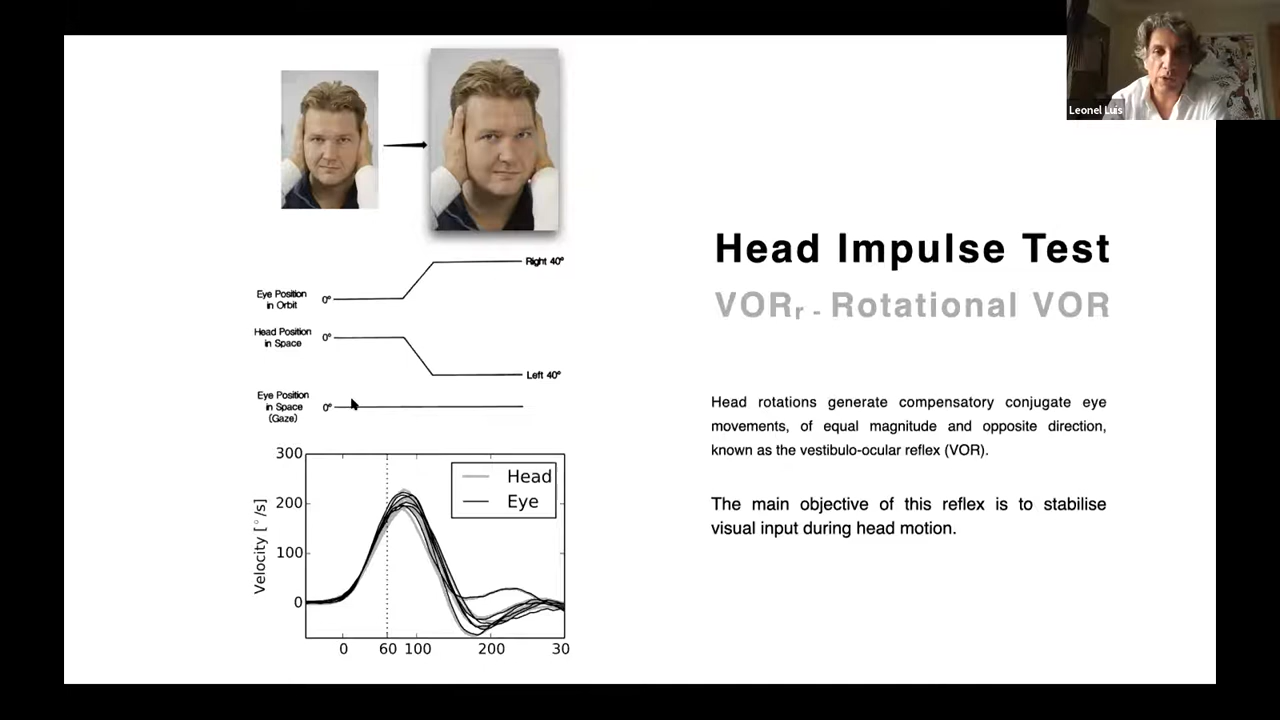 Leonel Luis
Head Impulse Test
VORr - Rotational VOR
Head rotations generate compensatory conjugate eye
movements, of equal magnitude and opposite direction,
known as the vestibulo-ocular reflex (VOR).
The main objective of this reflex is to stabilise
visual input during head motion.
Right 40°
Eye Position
in Orbit
0°
Head Position
in Space
0°
Left 40°
Eye Position
in Space
(Gaze)
0°
Velocity [°/s]
300
200
100
0
Head
Eye
0 60 100 200 30